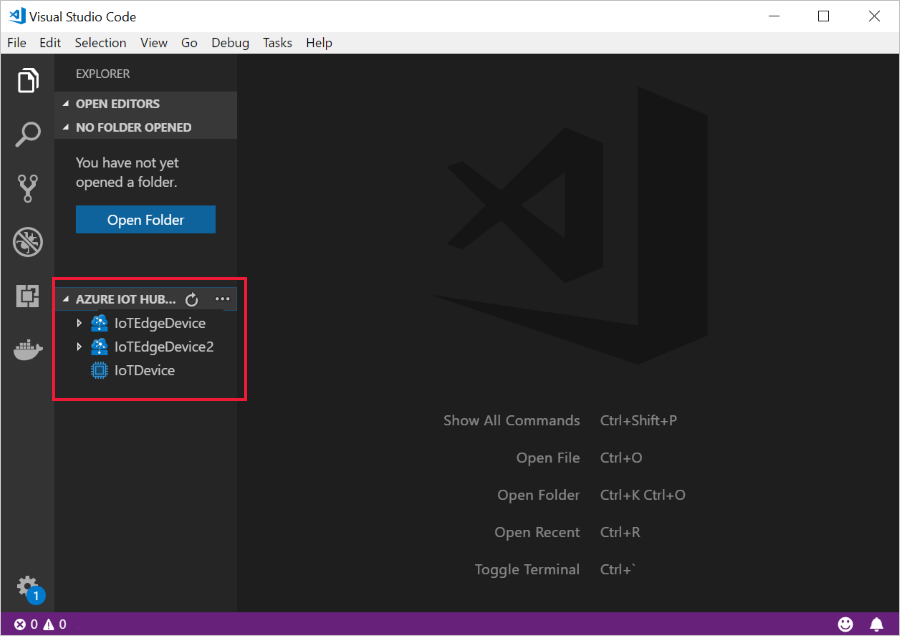 Visual Studio Code
File Edit Selection View Go Debug Tasks Help
EXPLORER
OPEN EDITORS
NO FOLDER OPENED
You have not yet
opened a folder.
Open Folder
AZURE IOT HUB...
IoTEdgeDevice
IoTEdgeDevice2
IoTDevice
Show All Commands Ctrl+Shift+P
Open File Ctrl+O
Open Folder Ctrl+K Ctrl+O
Open Recent Ctrl+R
Toggle Terminal Ctrl+`
1
0 0